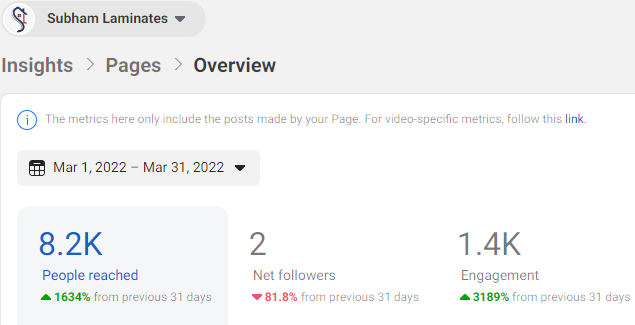 Subham Laminates
Insights > Pages > Overview
The metrics here only include the posts made by your Page. For video-specific metrics, follow this link.
Mar 1, 2022 – Mar 31, 2022
8.2K 2 1.4K
People reached Net followers Engagement
1634% from previous 31 days 81.8% from previous 31 days 3189% from previous 31 days